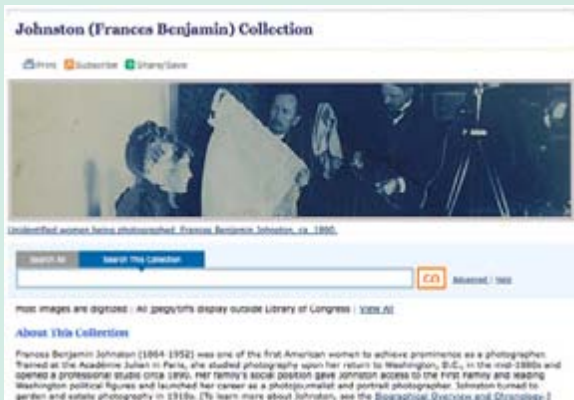 Johnston (Frances Benjamin) Collection
Print Subscribe Share/Save
Unidentified women being photographed. Frances Benjamin Johnston, ca. 1890.
Search All Search This Collection
GO Advanced | Help
Most images are digitized | All jpegs/tiffs display outside Library of Congress | View All
About This Collection
Frances Benjamin Johnston (1864-1952) was one of the first American women to achieve prominence as a photographer.
Trained at the Académie Julian in Paris, she studied photography upon her return to Washington, D.C., in the mid-1880s and
opened a professional studio circa 1890. Her family's social position gave Johnston access to the First Family and leading
Washington political figures and launched her career as a photojournalist and portrait photographer. Johnston turned to
garden and estate photography in 1910s. [To learn more about Johnston, see the Biographical Overview and Chronology.]